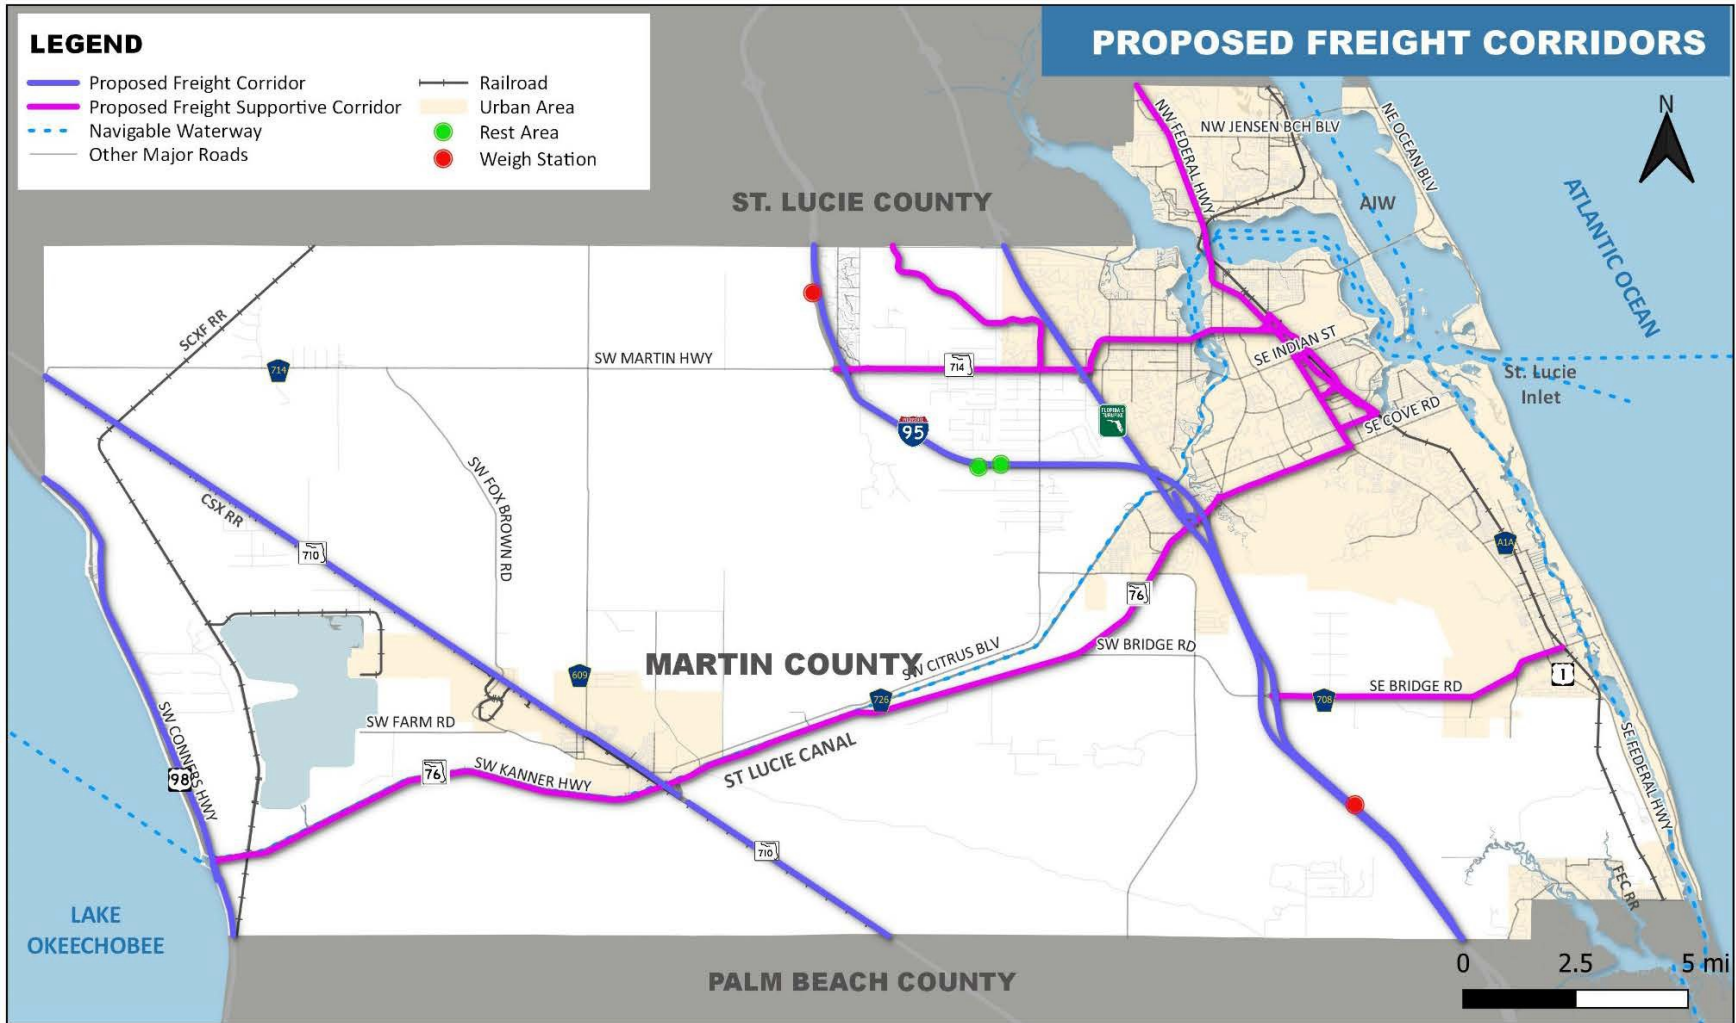 LEGEND
Proposed Freight Corridor
Proposed Freight Supportive Corridor
Navigable Waterway
Other Major Roads
Railroad
Urban Area
Rest Area
Weigh Station
PROPOSED FREIGHT CORRIDORS
N
NW JENSEN BCH BLV
NE OCEAN BLV
NW FEDERAL HWY
AIW
ATLANTIC OCEAN
ST. LUCIE COUNTY
SCXF RR
714
SW MARTIN HWY
714
SE INDIAN ST
St. Lucie
Inlet
SE COVE RD
95
SW FOX BROWN RD
CSX RR
710
A1A
76
SW BRIDGE RD
SW CITRUS BLV
MARTIN COUNTY
609
726
SE BRIDGE RD
708
1
SW FARM RD
SW CONNERS HWY
98
76
SW KANNER HWY
ST LUCIE CANAL
SE FEDERAL HWY
710
FEC RR
LAKE
OKEECHOBEE
PALM BEACH COUNTY
0 2.5 5 mi